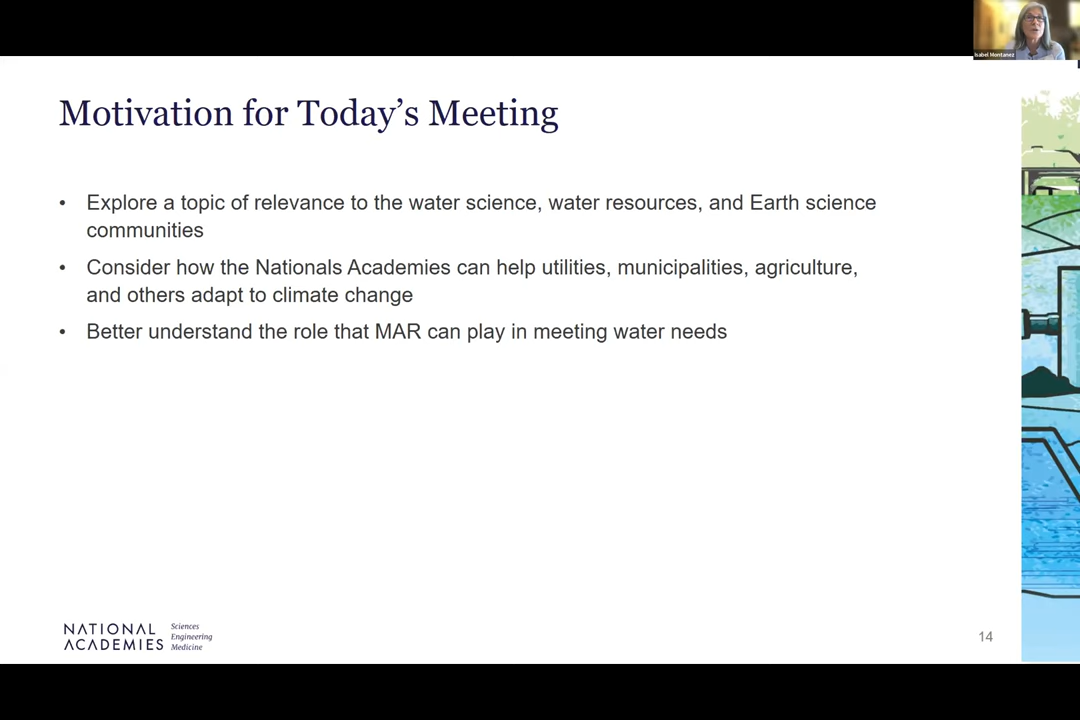 Isabel Montanez
Motivation for Today's Meeting
• Explore a topic of relevance to the water science, water resources, and Earth science
communities
• Consider how the Nationals Academies can help utilities, municipalities, agriculture,
and others adapt to climate change
• Better understand the role that MAR can play in meeting water needs
NATIONAL ACADEMIES
Sciences
Engineering
Medicine
14